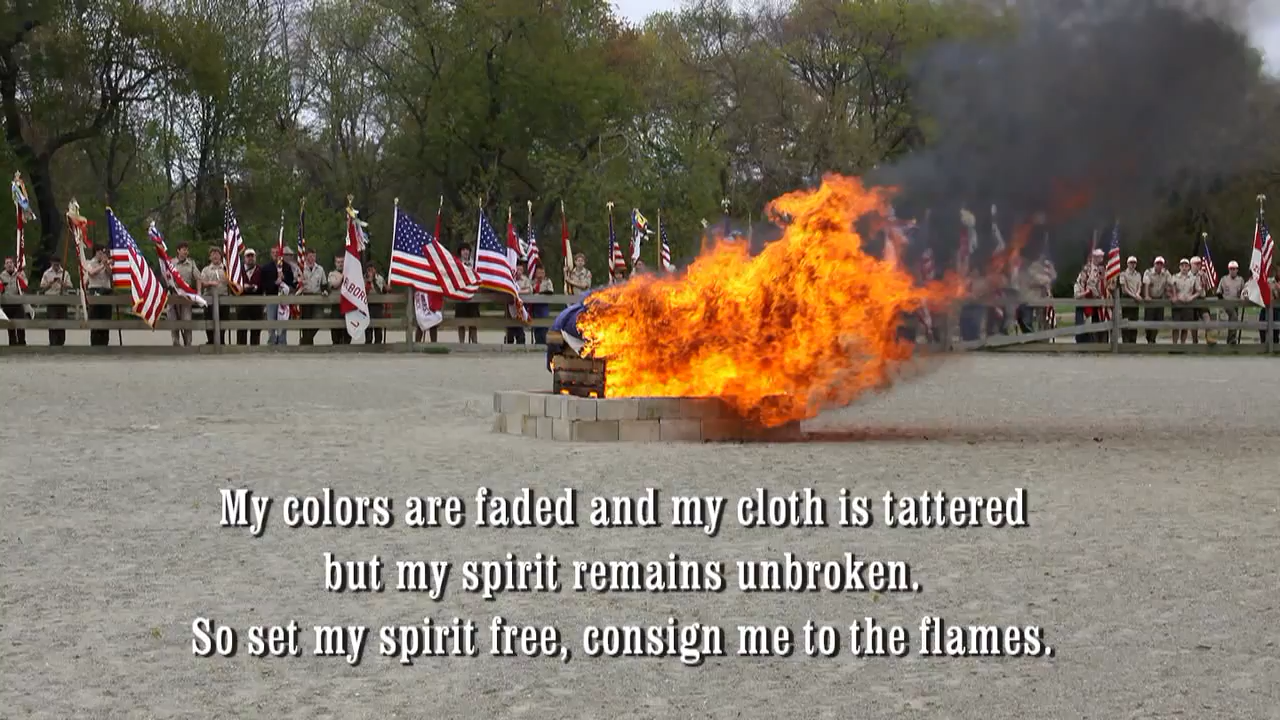 My colors are faded and my cloth is tattered
but my spirit remains unbroken.
So set my spirit free, consign me to the flames.